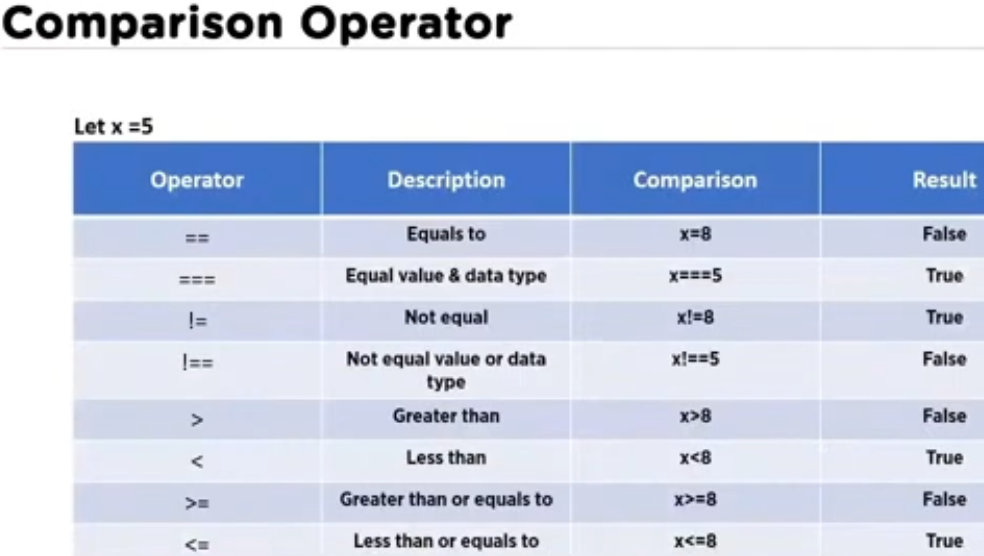 Comparison Operator
Let x =5
Operator Description Comparison Result
== Equals to x=8 False
=== Equal value & data type x===5 True
!= Not equal x!=8 True
!== Not equal value or data x!==5 False
type
> Greater than x>8 False
< Less than x<8 True
>= Greater than or equals to x>=8 False
<= Less than or equals to x<=8 True